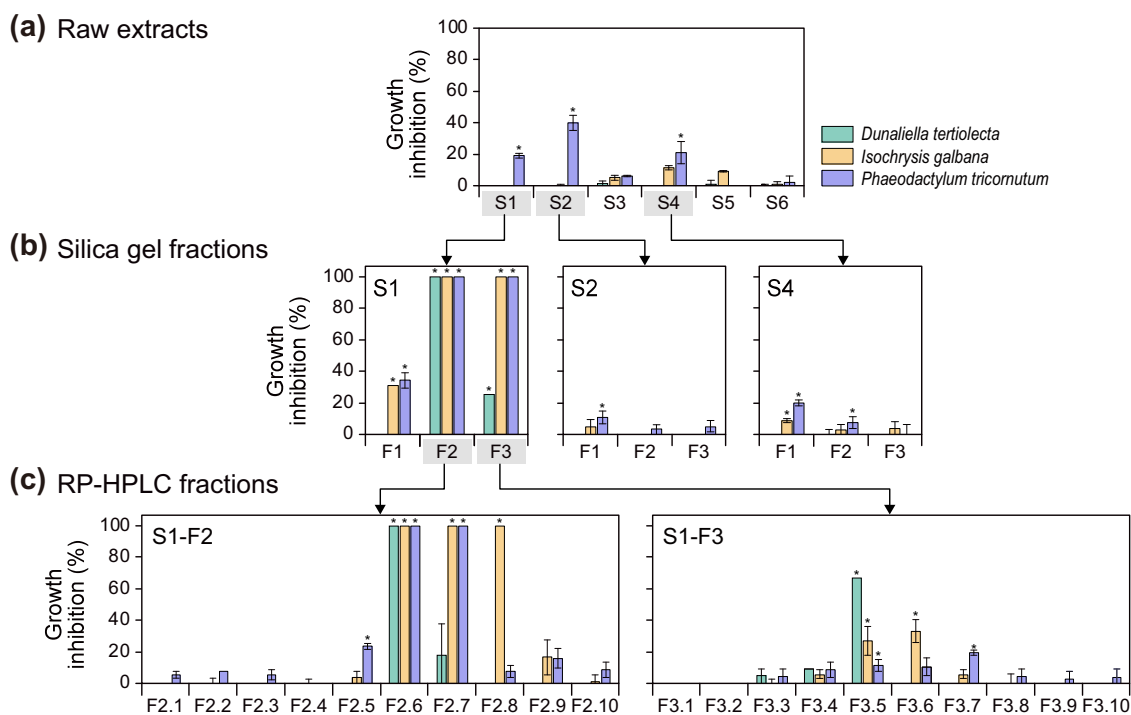 (a) Raw extracts
Growth
inhibition (%)
100
80
60
40
20
0
* * *
S1 S2 S3 S4 S5 S6
Dunaliella tertiolecta
Isochrysis galbana
Phaeodactylum tricornutum
(b) Silica gel fractions
Growth
inhibition (%)
100
80
60
40
20
0
S1
* * * * * * * *
F1 F2 F3
S2
*
F1 F2 F3
S4
* * *
F1 F2 F3
(c) RP-HPLC fractions
Growth
inhibition (%)
100
80
60
40
20
0
S1-F2
* * * * * * *
F2.1 F2.2 F2.3 F2.4 F2.5 F2.6 F2.7 F2.8 F2.9 F2.10
S1-F3
* * * * *
F3.1 F3.2 F3.3 F3.4 F3.5 F3.6 F3.7 F3.8 F3.9 F3.10